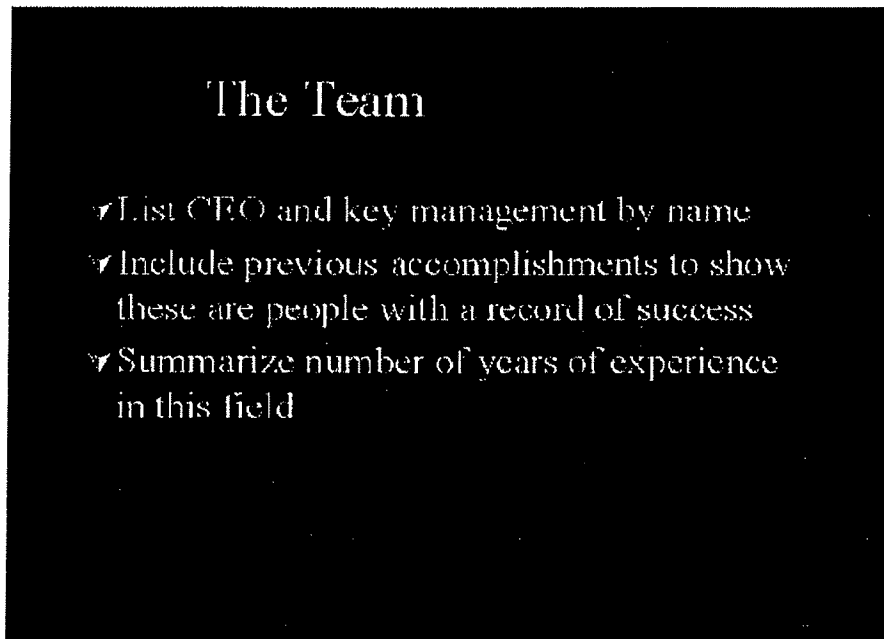 The Team
List CEO and key management by name
Include previous accomplishments to show
these are people with a record of success
Summarize number of years of experience
in this field